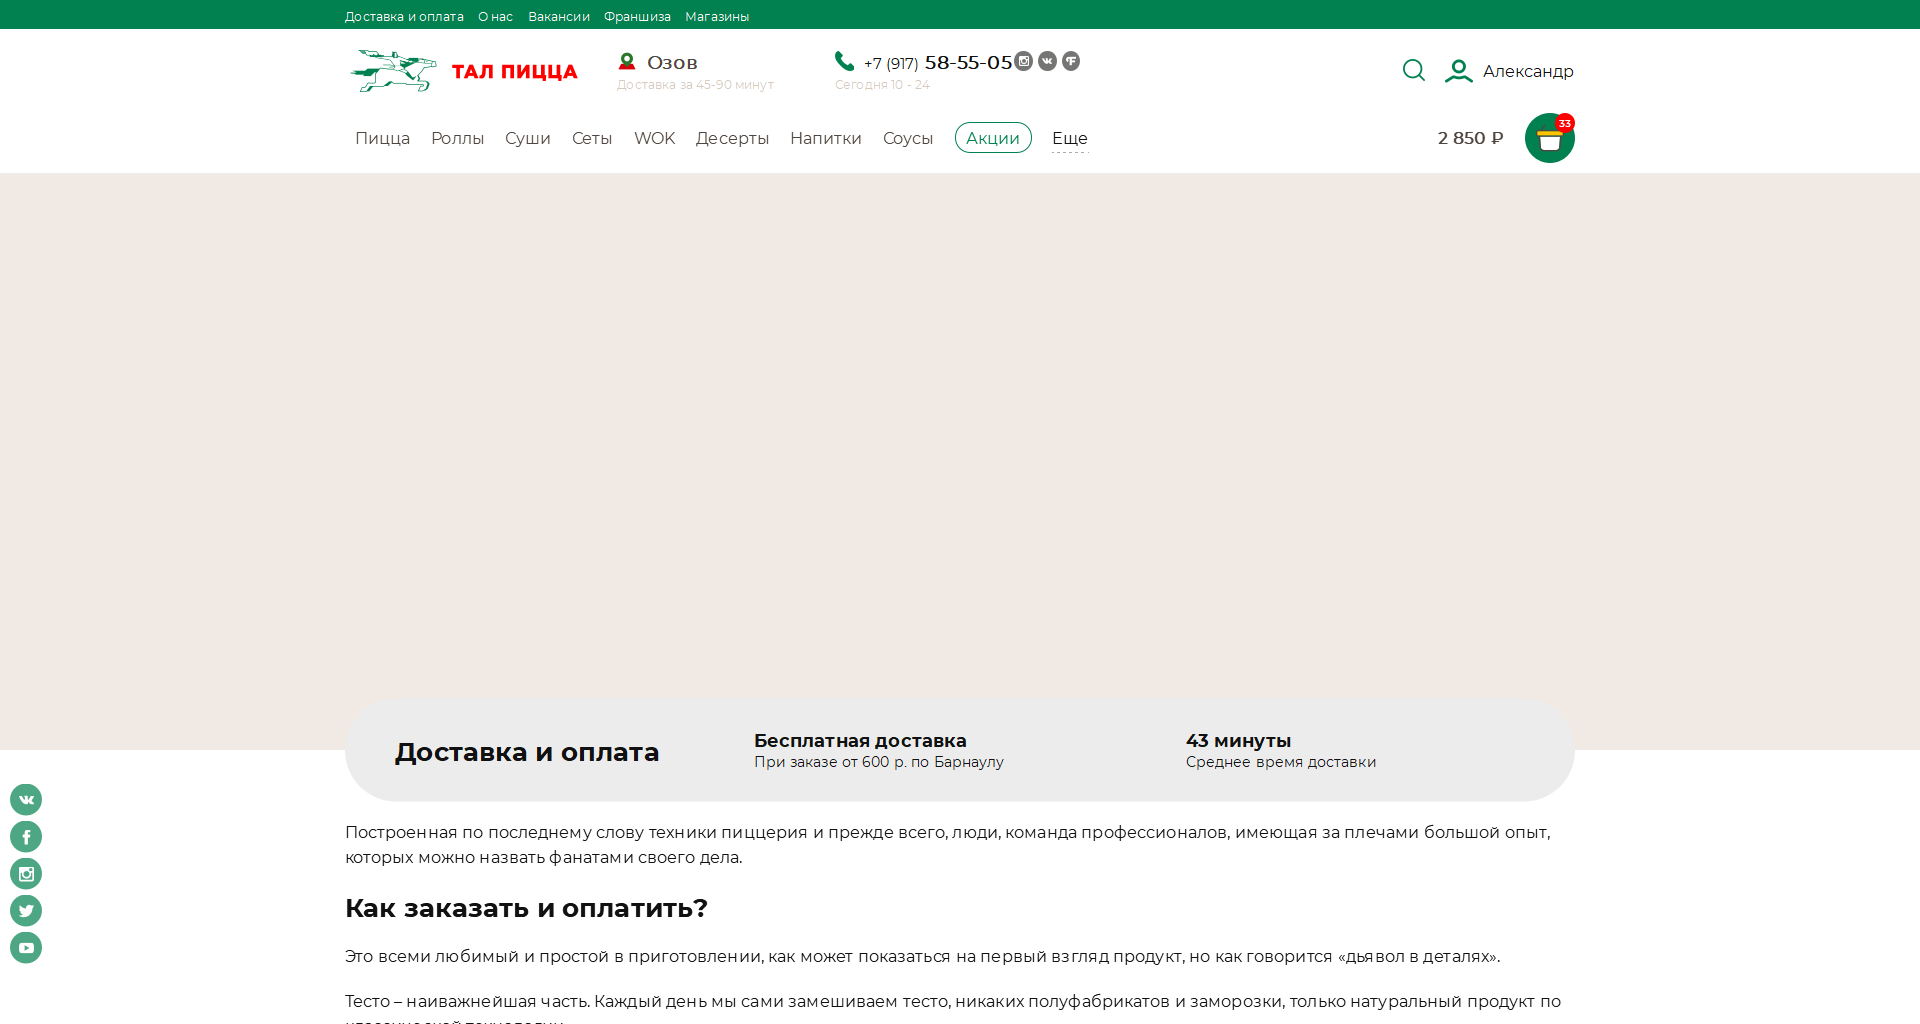 Доставка и оплата О нас Вакансии Франшиза Магазины
ТАЛ ПИЦЦА
Озов
Доставка за 45-90 минут
+7 (917) 58-55-05
Сегодня 10 - 24
Александр
Пицца Роллы Суши Сеты WOK Десерты Напитки Соусы Акции Еще
2 850 ₽
33
Доставка и оплата
Бесплатная доставка
При заказе от 600 р. по Барнаулу
43 минуты
Среднее время доставки
Построенная по последнему слову техники пиццерия и прежде всего, люди, команда профессионалов, имеющая за плечами большой опыт,
которых можно назвать фанатами своего дела.
Как заказать и оплатить?
Это всеми любимый и простой в приготовлении, как может показаться на первый взгляд продукт, но как говорится «дьявол в деталях».
Тесто – наиважнейшая часть. Каждый день мы сами замешиваем тесто, никаких полуфабрикатов и заморозки, только натуральный продукт по